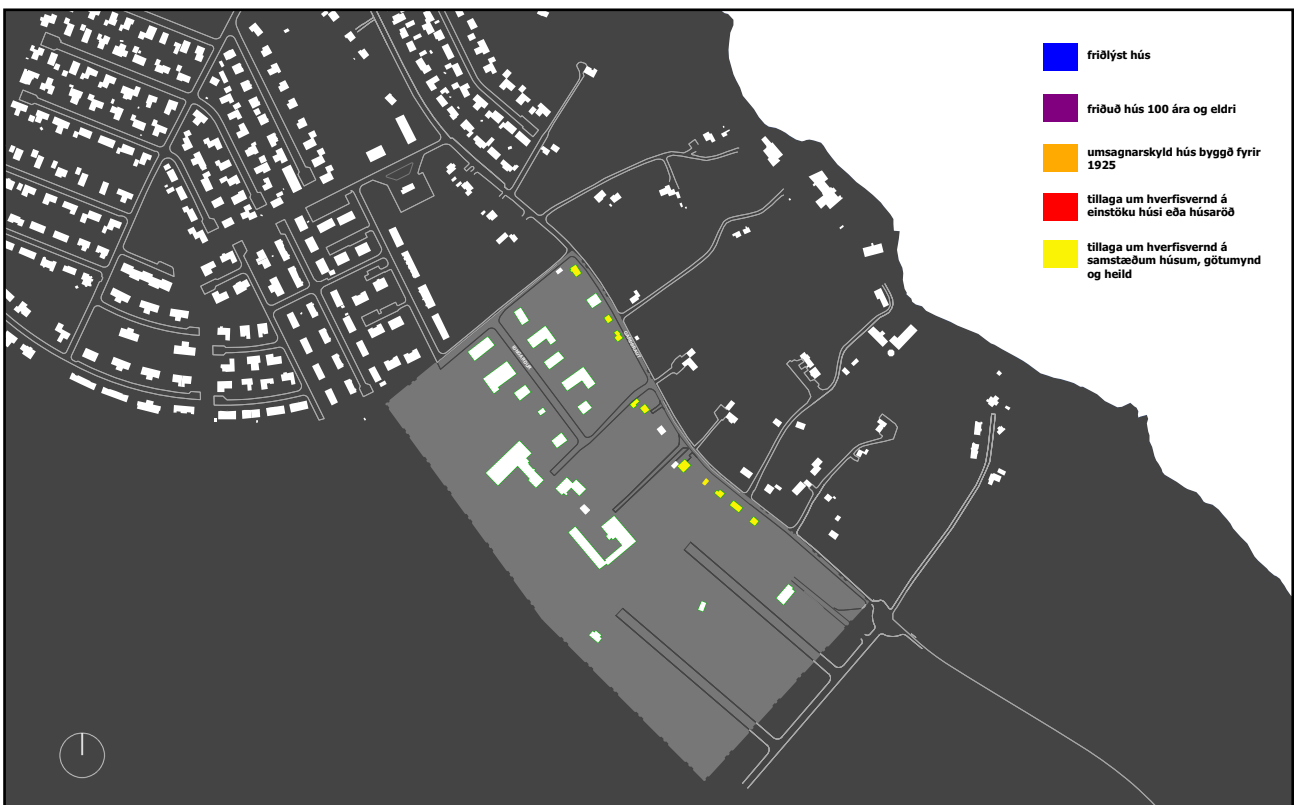 friðlýst hús
friðuð hús 100 ára og eldri
umsagnarskyld hús byggð fyrir
1925
tillaga um hverfisvernd á
einstöku húsi eða húsaröð
tillaga um hverfisvernd á
samstæðum húsum, götumynd
og heild